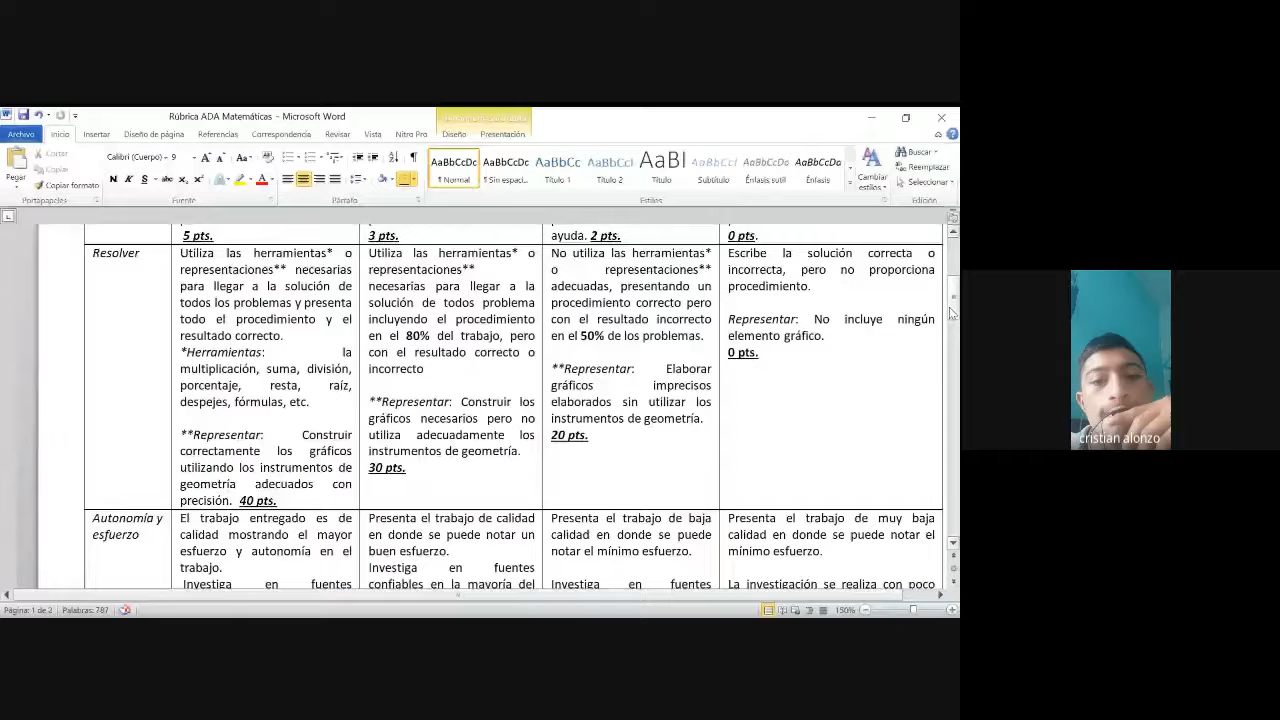 Rúbrica ADA Matemáticas - Microsoft Word
Archivo Inicio Insertar Diseño de página Referencias Correspondencia Revisar Vista Nitro Pro Diseño Presentación
Pegar
Cortar
Copiar
Copiar formato
Portapapeles
Calibri (Cuerpo) 9
Fuente
Párrafo
AaBbCcDc
¶ Normal
AaBbCcDc
¶ Sin espaci...
AaBbCc
Título 1
AaBbCcI
Título 2
AaBl
Título
AaBbCcI
Subtítulo
AaBbCcDc
Énfasis sutil
AaBbCcDc
Énfasis
Estilos
Cambiar
estilos
Buscar
Reemplazar
Seleccionar
Edición
5 pts.
3 pts.
ayuda. 2 pts.
0 pts.
Resolver
Utiliza las herramientas* o
representaciones** necesarias
para llegar a la solución de
todos los problemas y presenta
todo el procedimiento y el
resultado correcto.
*Herramientas: la
multiplicación, suma, división,
porcentaje, resta, raíz,
despejes, fórmulas, etc.
**Representar: Construir
correctamente los gráficos
utilizando los instrumentos de
geometría adecuados con
precisión. 40 pts.
Utiliza las herramientas* o
representaciones**
necesarias para llegar a la
solución de todos problema
incluyendo el procedimiento
en el 80% del trabajo, pero
con el resultado correcto o
incorrecto
**Representar: Construir los
gráficos necesarios pero no
utiliza adecuadamente los
instrumentos de geometría.
30 pts.
No utiliza las herramientas*
o representaciones**
adecuadas, presentando un
procedimiento correcto pero
con el resultado incorrecto
en el 50% de los problemas.
**Representar: Elaborar
gráficos imprecisos
elaborados sin utilizar los
instrumentos de geometría.
20 pts.
Escribe la solución correcta o
incorrecta, pero no proporciona
procedimiento.
Representar: No incluye ningún
elemento gráfico.
0 pts.
Autonomía y
esfuerzo
El trabajo entregado es de
calidad mostrando el mayor
esfuerzo y autonomía en el
trabajo.
Investiga en fuentes
Presenta el trabajo de calidad
en donde se puede notar un
buen esfuerzo.
Investiga en fuentes
confiables en la mayoría del
Presenta el trabajo de baja
calidad en donde se puede
notar el mínimo esfuerzo.
Investiga en fuentes
Presenta el trabajo de muy baja
calidad en donde se puede notar el
mínimo esfuerzo.
La investigación se realiza con poco
Página: 1 de 2 Palabras: 787 150%
cristian alonzo